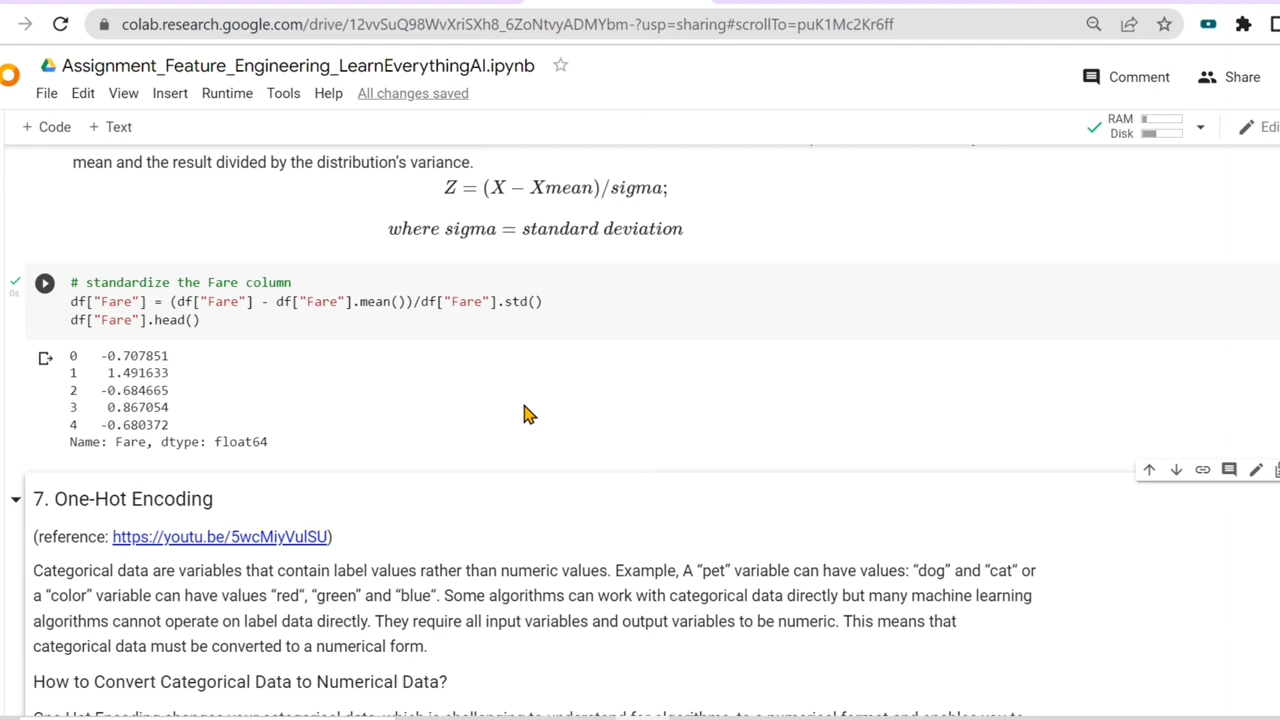 colab.research.google.com/drive/12vvSuQ98WvXriSXh8_6ZoNtvyADMYbm-?usp=sharing#scrollTo=puK1Mc2Kr6ff
Assignment_Feature_Engineering_LearnEverythingAI.ipynb
Comment
Share
File Edit View Insert Runtime Tools Help All changes saved
+ Code + Text
RAM
Disk
mean and the result divided by the distribution's variance.
Z = (X − Xmean)/sigma;
where sigma = standard deviation
# standardize the Fare column
0s
df["Fare"] = (df["Fare"] - df["Fare"].mean())/df["Fare"].std()
df["Fare"].head()
0 -0.707851
1 1.491633
2 -0.684665
3 0.867054
4 -0.680372
Name: Fare, dtype: float64
7. One-Hot Encoding
(reference: https://youtu.be/5wcMiyVulSU)
Categorical data are variables that contain label values rather than numeric values. Example, A “pet” variable can have values: “dog” and “cat“ or
a “color” variable can have values “red“, “green” and “blue“. Some algorithms can work with categorical data directly but many machine learning
algorithms cannot operate on label data directly. They require all input variables and output variables to be numeric. This means that
categorical data must be converted to a numerical form.
How to Convert Categorical Data to Numerical Data?